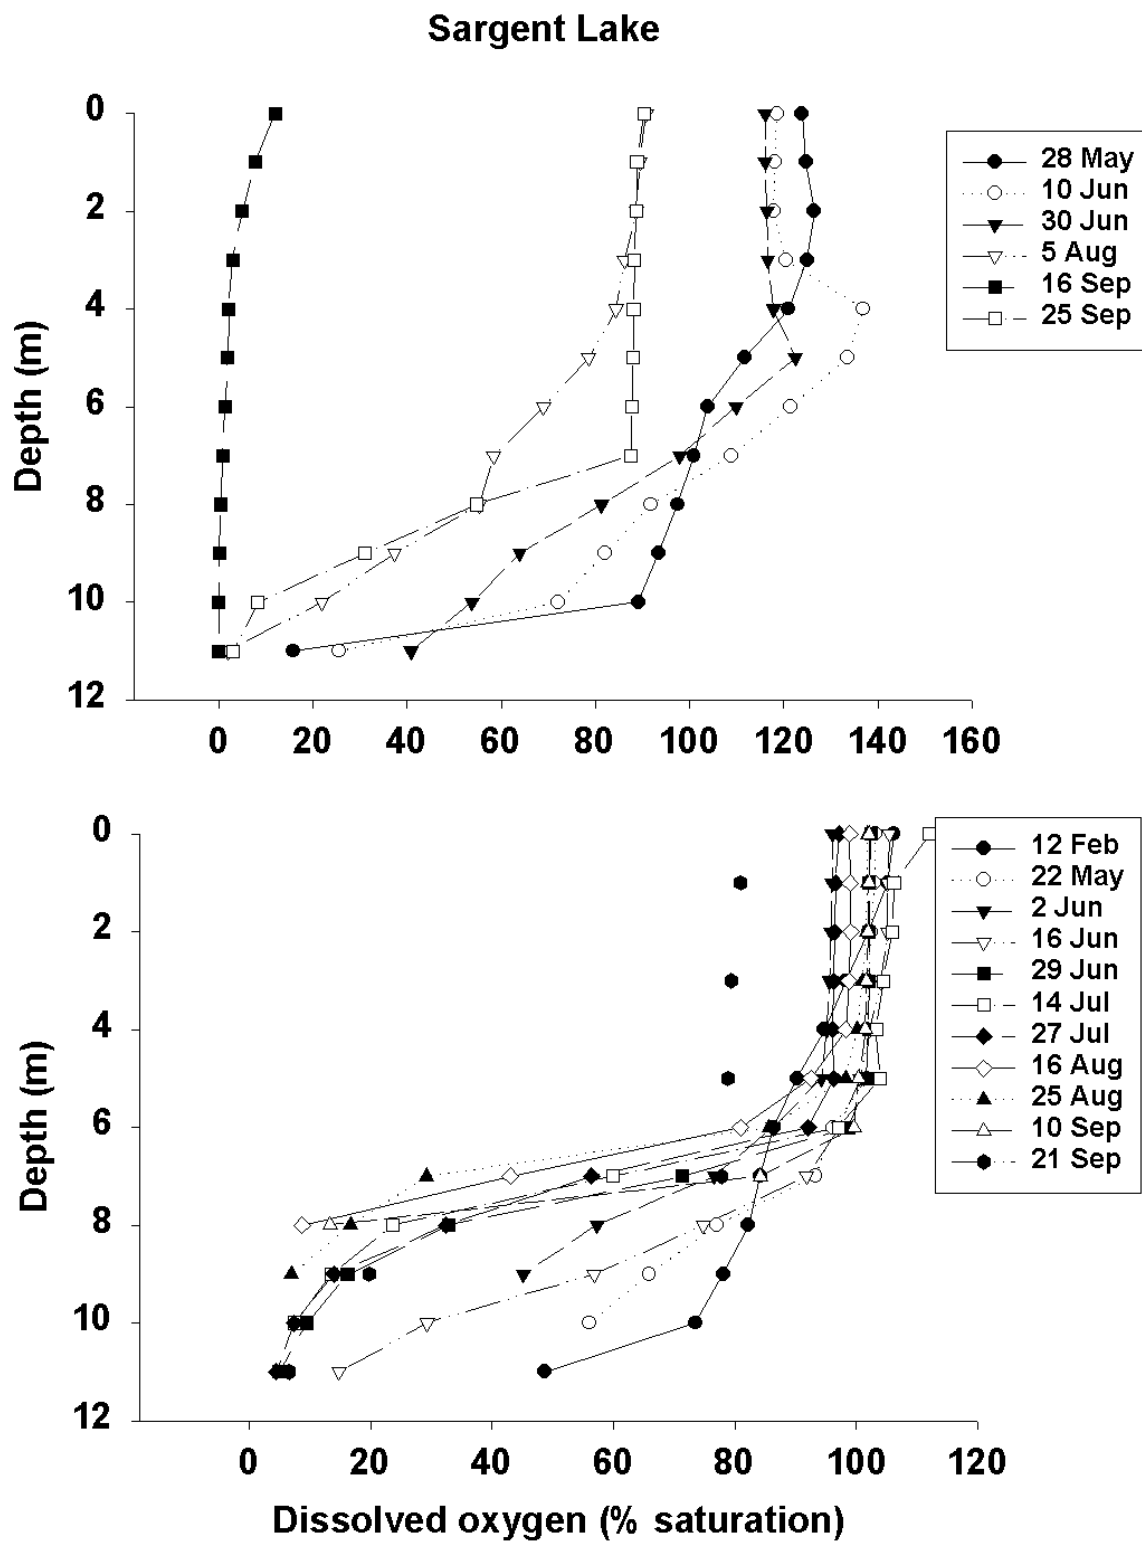 Sargent Lake
0
2
4
6
8
10
12
Depth (m)
0 20 40 60 80 100 120 140 160
28 May
10 Jun
30 Jun
5 Aug
16 Sep
25 Sep
0
2
4
6
8
10
12
Depth (m)
0 20 40 60 80 100 120
Dissolved oxygen (% saturation)
12 Feb
22 May
2 Jun
16 Jun
29 Jun
14 Jul
27 Jul
16 Aug
25 Aug
10 Sep
21 Sep